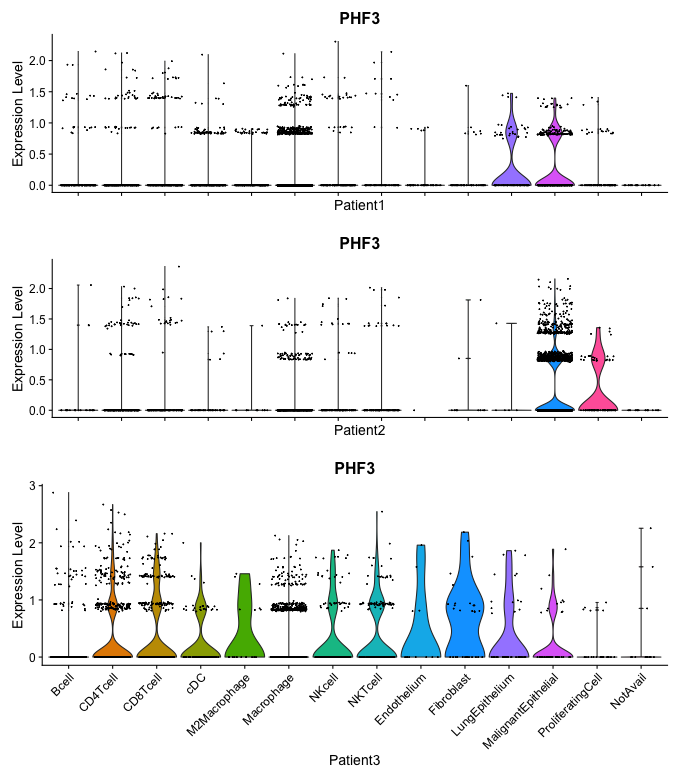 PHF3
Expression Level
2.0
1.5
1.0
0.5
0.0
Patient1
PHF3
Expression Level
2.0
1.5
1.0
0.5
0.0
Patient2
PHF3
Expression Level
3
2
1
0
Bcell
CD4Tcell
CD8Tcell
cDC
M2Macrophage
Macrophage
NKcell
NKTcell
Endothelium
Fibroblast
LungEpithelium
MalignantEpithelial
ProliferatingCell
NotAvail
Patient3